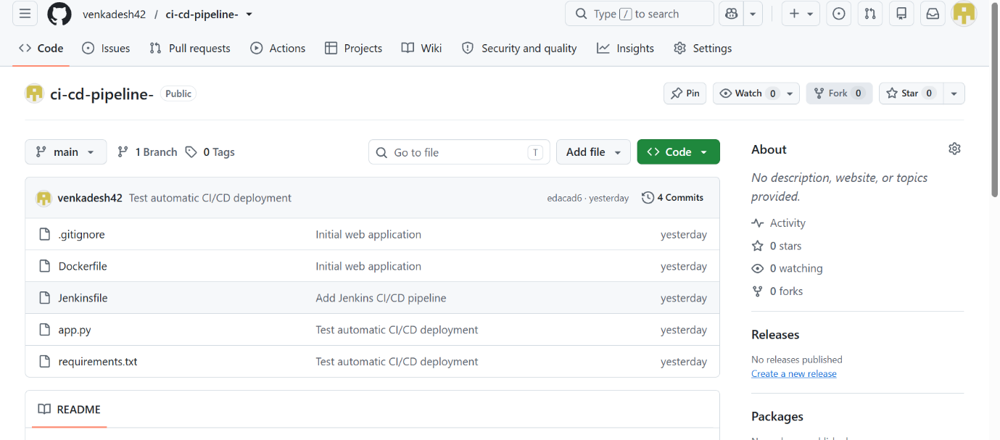 venkadesh42 / ci-cd-pipeline-
Type / to search
Code Issues Pull requests Actions Projects Wiki Security and quality Insights Settings
ci-cd-pipeline- Public
Pin Watch 0 Fork 0 Star 0
main 1 Branch 0 Tags Go to file T Add file Code
venkadesh42 Test automatic CI/CD deployment edacad6 · yesterday 4 Commits
.gitignore Initial web application yesterday
Dockerfile Initial web application yesterday
Jenkinsfile Add Jenkins CI/CD pipeline yesterday
app.py Test automatic CI/CD deployment yesterday
requirements.txt Test automatic CI/CD deployment yesterday
README
About
No description, website, or topics
provided.
Activity
0 stars
0 watching
0 forks
Releases
No releases published
Create a new release
Packages